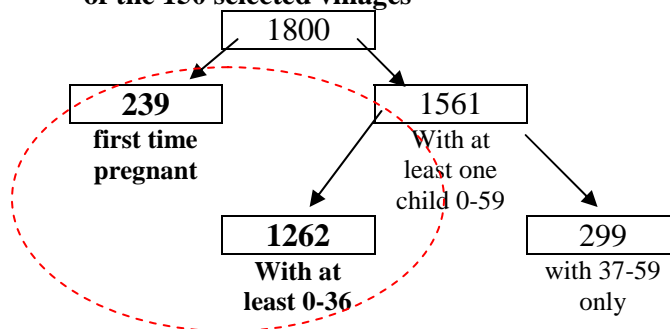 of the 150 selected villages
1800
239
first time
pregnant
1561
With at
least one
child 0-59
1262
With at
least 0-36
299
with 37-59
only